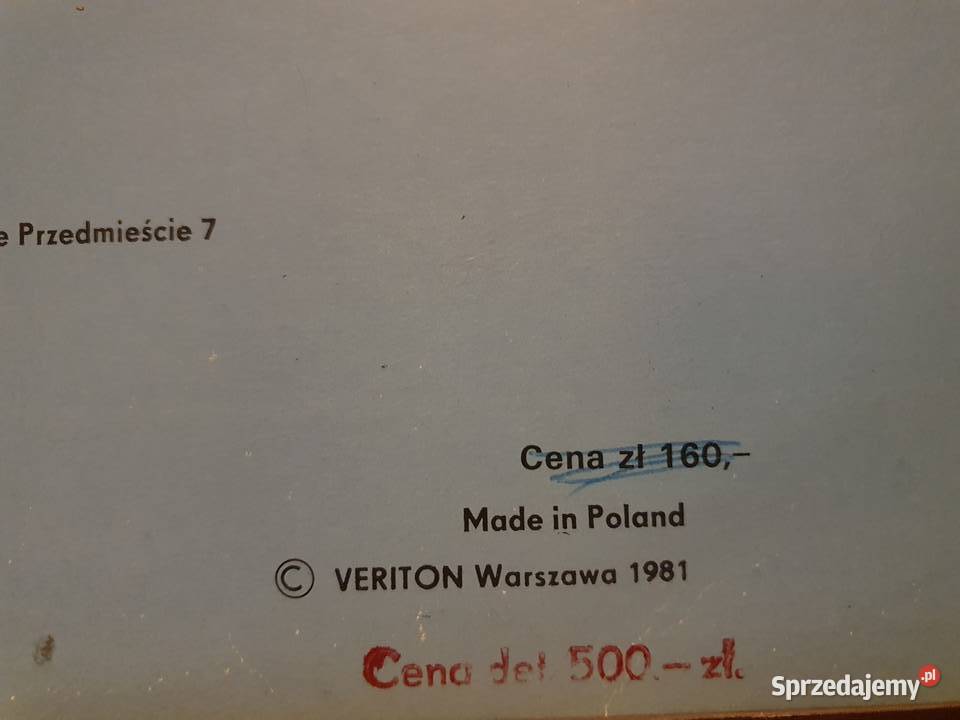 e Przedmieście 7
Cena zł 160,–
Made in Poland
© VERITON Warszawa 1981
Cena det 500.– zł.
Sprzedajemy.pl